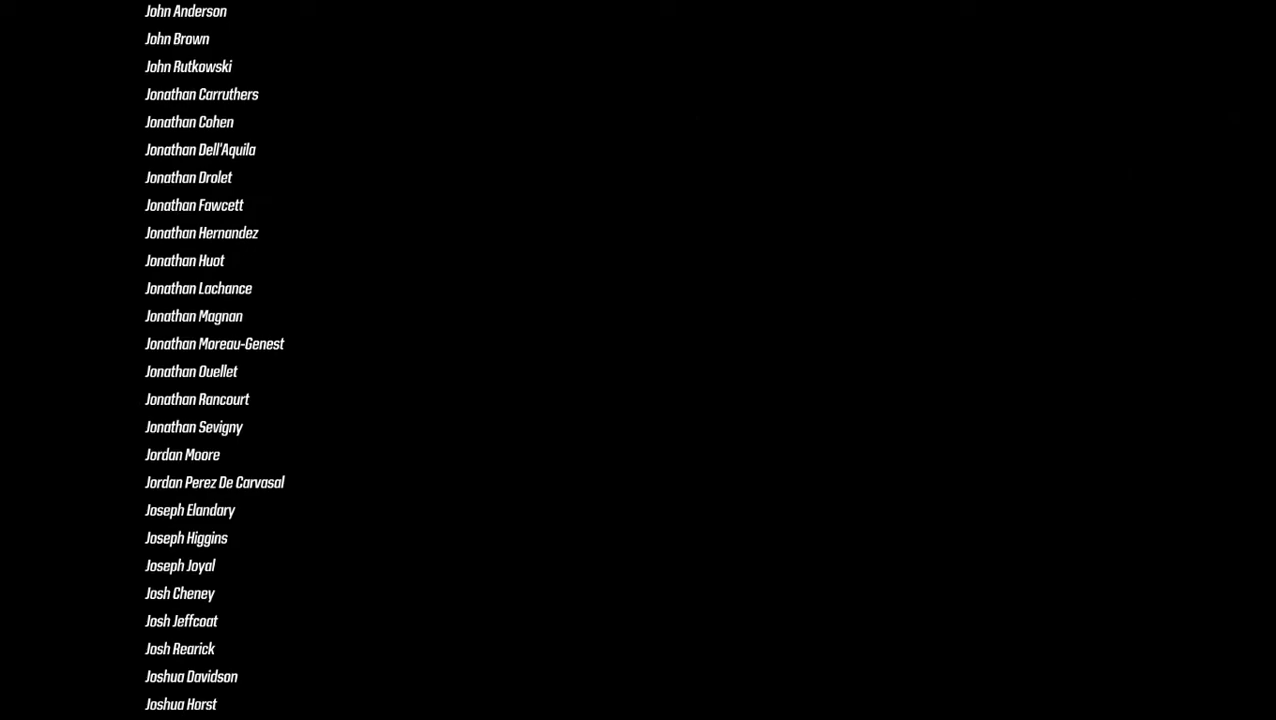 John Anderson
John Brown
John Rutkowski
Jonathan Carruthers
Jonathan Cohen
Jonathan Dell'Aquila
Jonathan Drolet
Jonathan Fawcett
Jonathan Hernandez
Jonathan Huot
Jonathan Lachance
Jonathan Magnan
Jonathan Moreau-Genest
Jonathan Ouellet
Jonathan Rancourt
Jonathan Sevigny
Jordan Moore
Jordan Perez De Carvasal
Joseph Elandary
Joseph Higgins
Joseph Joyal
Josh Cheney
Josh Jeffcoat
Josh Rearick
Joshua Davidson
Joshua Horst